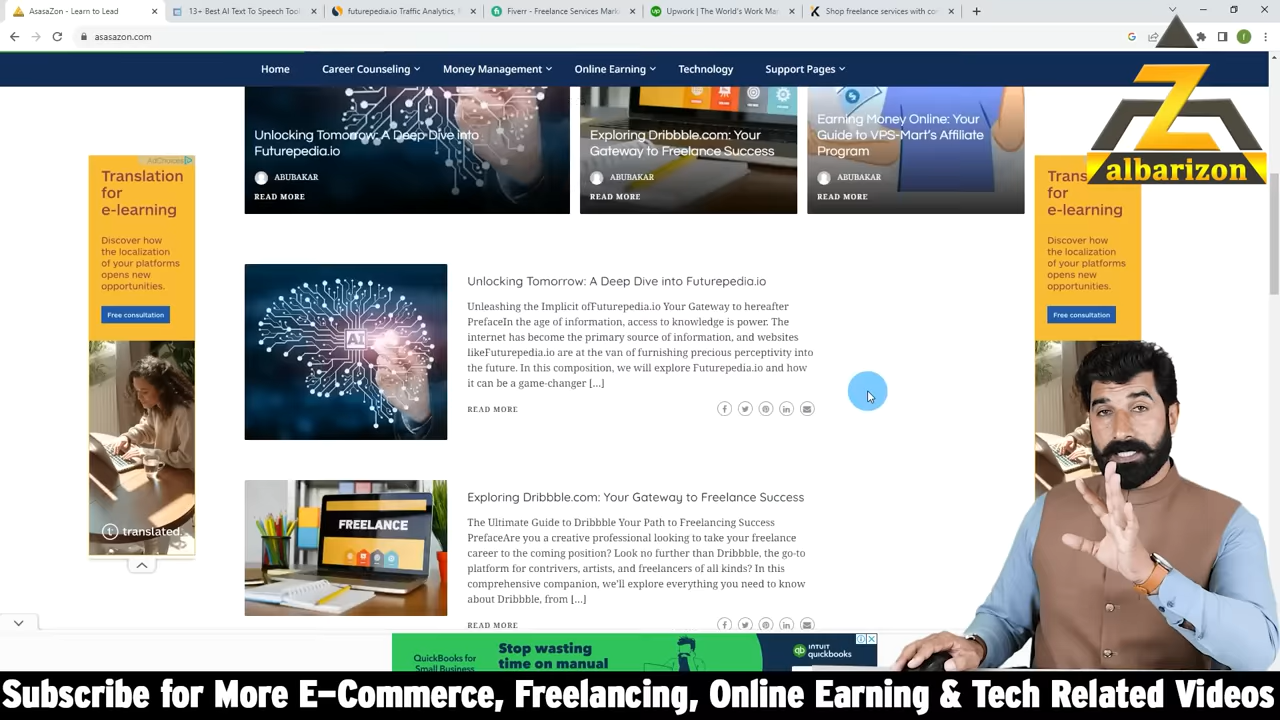 AsasaZon - Learn to Lead
13+ Best AI Text To Speech Tool
futurepedia.io Traffic Analytics,
Fiverr - Freelance Services Mark
Upwork | The World's Work Ma
Shop freelance services with co
asasazon.com
Home
Career Counseling
Money Management
Online Earning
Technology
Support Pages
Unlocking Tomorrow: A Deep Dive into
Futurepedia.io
ABUBAKAR
READ MORE
Exploring Dribbble.com: Your
Gateway to Freelance Success
ABUBAKAR
READ MORE
Earning Money Online: Your
Guide to VPS-Mart's Affiliate
Program
ABUBAKAR
READ MORE
albarizon
AdChoices
Translation
for
e-learning
Discover how
the localization
of your platforms
opens new
opportunities.
Free consultation
translated.
Unlocking Tomorrow: A Deep Dive into Futurepedia.io
Unleashing the Implicit ofFuturepedia.io Your Gateway to hereafter
PrefaceIn the age of information, access to knowledge is power. The
internet has become the primary source of information, and websites
likeFuturepedia.io are at the van of furnishing precious perceptivity into
the future. In this composition, we will explore Futurepedia.io and how
it can be a game-changer […]
READ MORE
AI
Trans
for
e-learning
Discover how
the localization
of your platforms
opens new
opportunities.
Free consultation
FREELANCE
Exploring Dribbble.com: Your Gateway to Freelance Success
The Ultimate Guide to Dribbble Your Path to Freelancing Success
PrefaceAre you a creative professional looking to take your freelance
career to the coming position? Look no further than Dribbble, the go-to
platform for contrivers, artists, and freelancers of all kinds? In this
comprehensive companion, we'll explore everything you need to know
about Dribbble, from […]
READ MORE
QuickBooks for
Small Business
Stop wasting
time on manual
INTUIT
quickbooks
Subscribe for More E-Commerce, Freelancing, Online Earning & Tech Related Videos